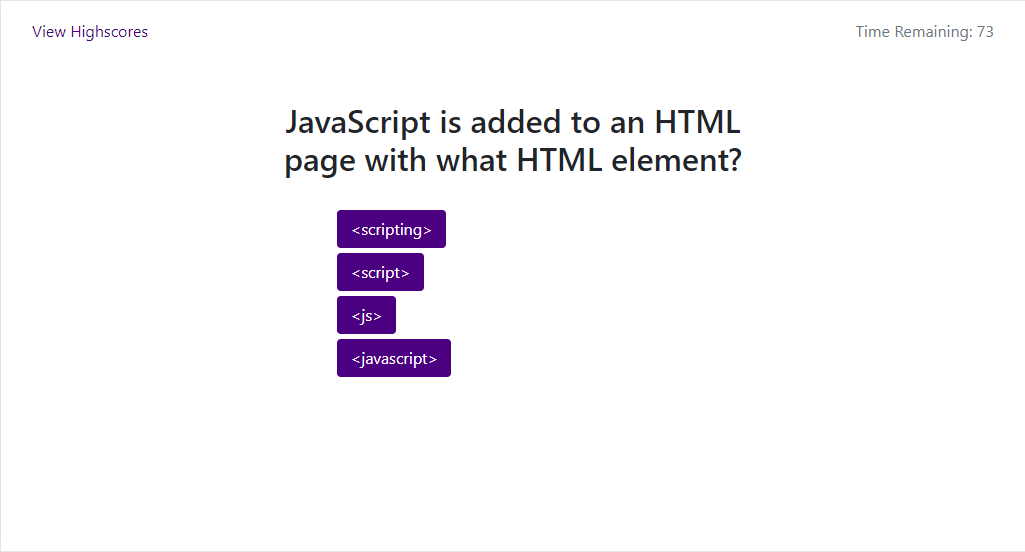 View Highscores
Time Remaining: 73
JavaScript is added to an HTML
page with what HTML element?
<scripting>
<script>
<js>
<javascript>